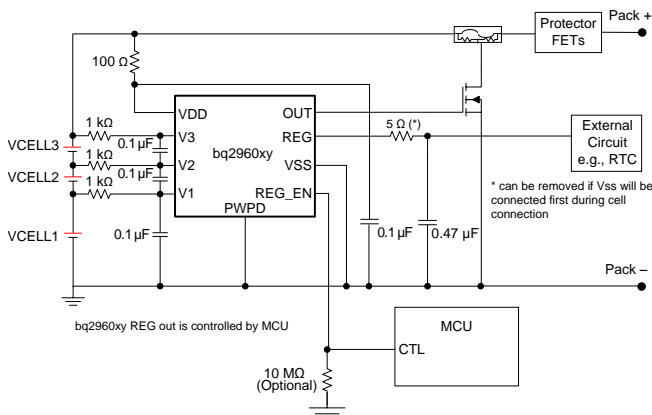 Pack +
Protector
FETs
100 Ω
VDD
OUT
1 kΩ
V3
REG
5 Ω (*)
VCELL3
0.1 µF
bq2960xy
External
Circuit
e.g., RTC
1 kΩ
V2
VSS
VCELL2
0.1 µF
1 kΩ
V1
REG_EN
* can be removed if Vss will be
connected first during cell
connection
PWPD
VCELL1
0.1 µF
0.1 µF
0.47 µF
Pack –
bq2960xy REG out is controlled by MCU
MCU
CTL
10 MΩ
(Optional)